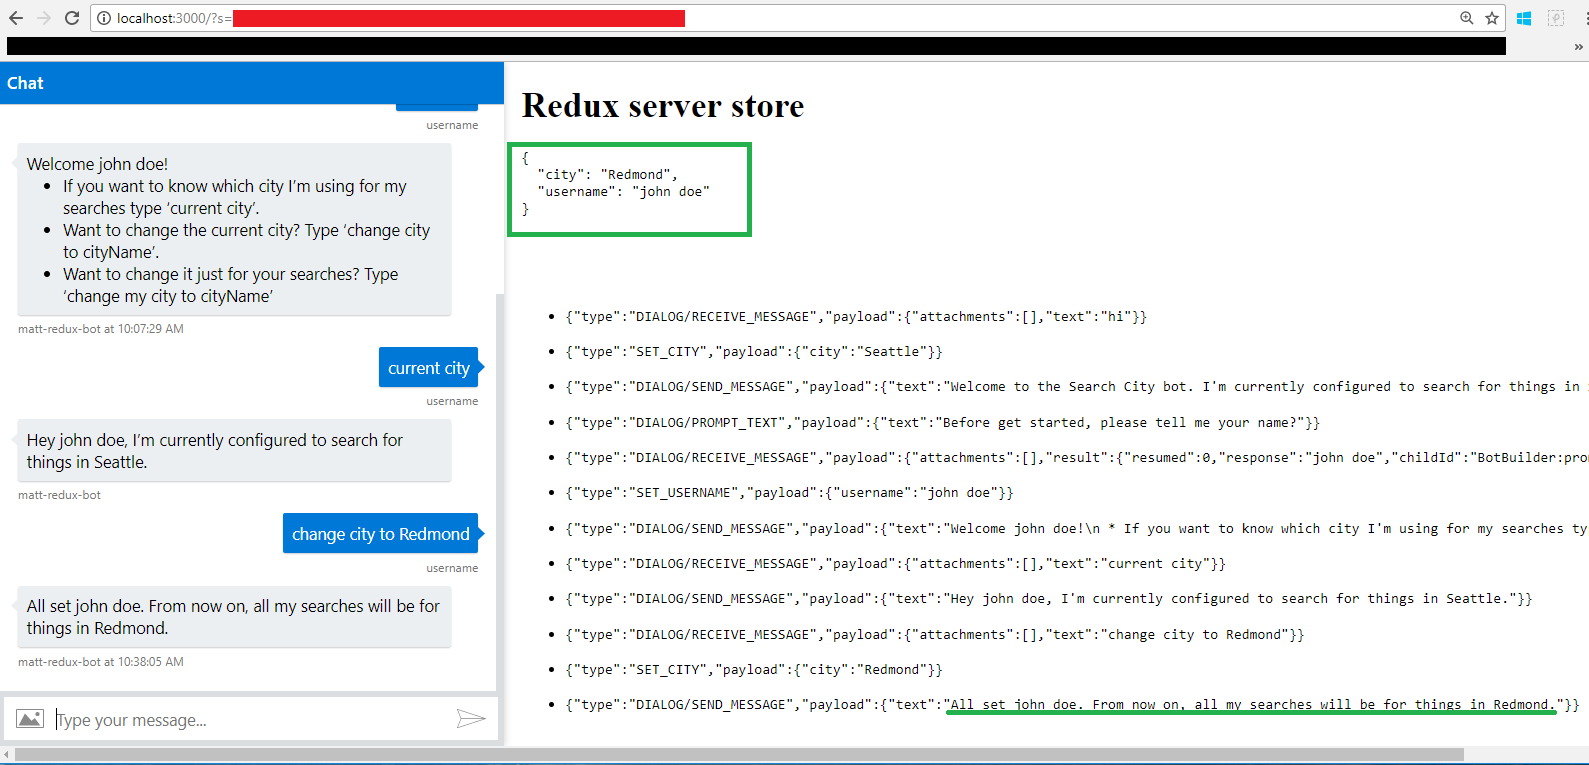 localhost:3000/?s=
»
Chat
username
Welcome john doe!
• If you want to know which city I’m using for my
searches type ‘current city’.
• Want to change the current city? Type ‘change city
to cityName’.
• Want to change it just for your searches? Type
‘change my city to cityName’
matt-redux-bot at 10:07:29 AM
current city
username
Hey john doe, I’m currently configured to search for
things in Seattle.
matt-redux-bot
change city to Redmond
username
All set john doe. From now on, all my searches will be for
things in Redmond.
matt-redux-bot at 10:38:05 AM
Type your message...
Redux server store
{
"city": "Redmond",
"username": "john doe"
}
• {"type":"DIALOG/RECEIVE_MESSAGE","payload":{"attachments":[],"text":"hi"}}
• {"type":"SET_CITY","payload":{"city":"Seattle"}}
• {"type":"DIALOG/SEND_MESSAGE","payload":{"text":"Welcome to the Search City bot. I'm currently configured to search for things in
• {"type":"DIALOG/PROMPT_TEXT","payload":{"text":"Before get started, please tell me your name?"}}
• {"type":"DIALOG/RECEIVE_MESSAGE","payload":{"attachments":[],"result":{"resumed":0,"response":"john doe","childId":"BotBuilder:pro
• {"type":"SET_USERNAME","payload":{"username":"john doe"}}
• {"type":"DIALOG/SEND_MESSAGE","payload":{"text":"Welcome john doe!\n * If you want to know which city I'm using for my searches ty
• {"type":"DIALOG/RECEIVE_MESSAGE","payload":{"attachments":[],"text":"current city"}}
• {"type":"DIALOG/SEND_MESSAGE","payload":{"text":"Hey john doe, I'm currently configured to search for things in Seattle."}}
• {"type":"DIALOG/RECEIVE_MESSAGE","payload":{"attachments":[],"text":"change city to Redmond"}}
• {"type":"SET_CITY","payload":{"city":"Redmond"}}
• {"type":"DIALOG/SEND_MESSAGE","payload":{"text":"All set john doe. From now on, all my searches will be for things in Redmond."}}